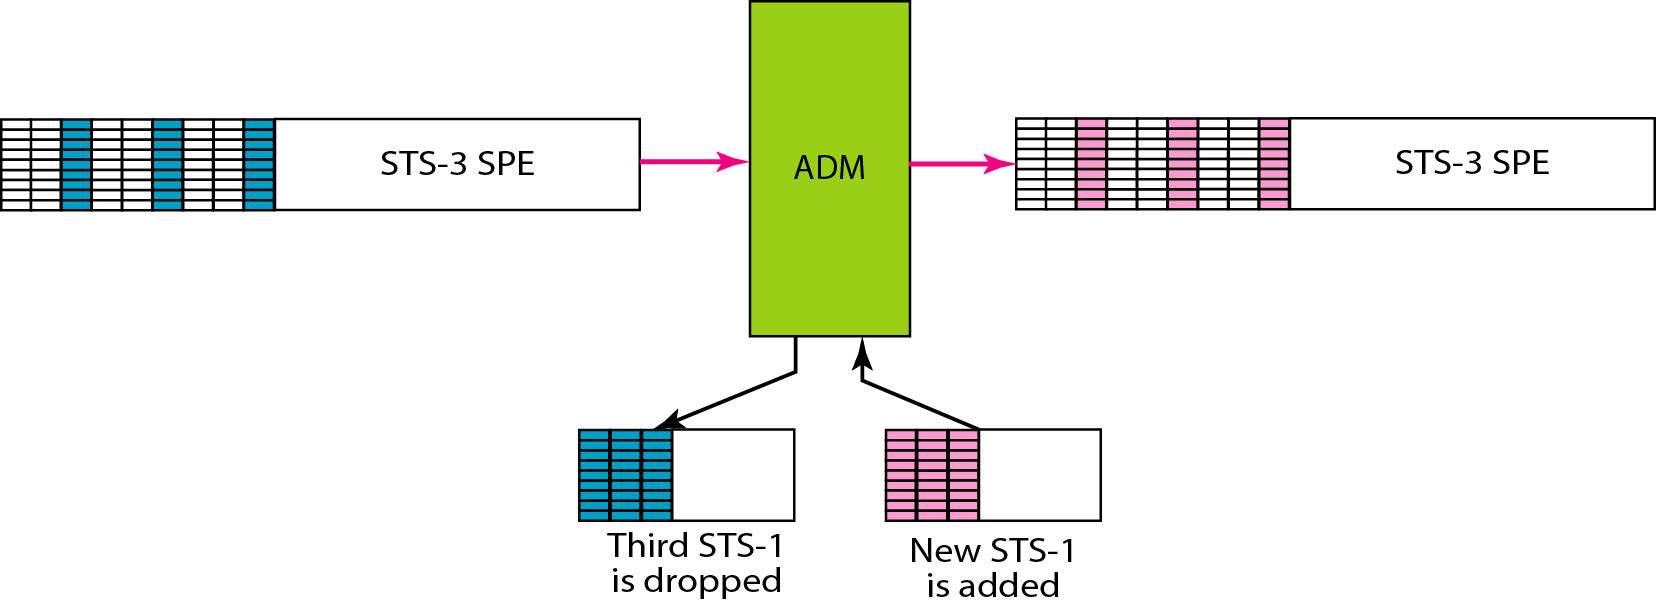 STS-3 SPE
ADM
STS-3 SPE
Third STS-1
is dropped
New STS-1
is added